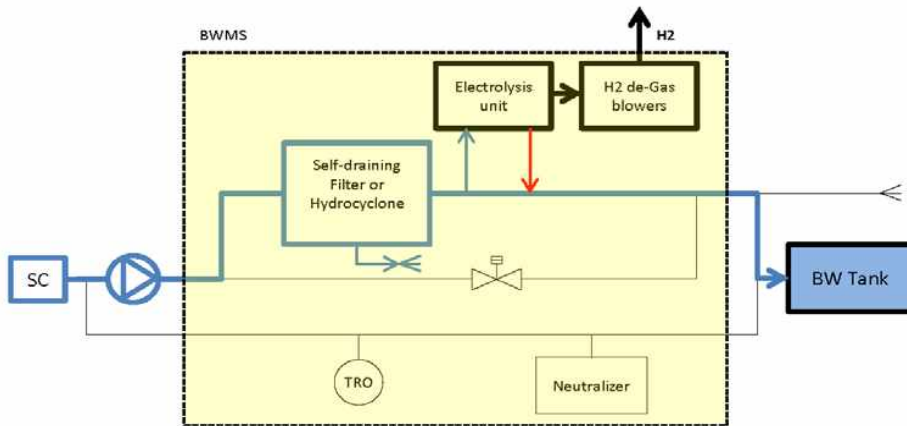 BWMS
H2
Electrolysis
unit
H2 de-Gas
blowers
Self-draining
Filter or
Hydrocyclone
SC
BW Tank
TRO
Neutralizer